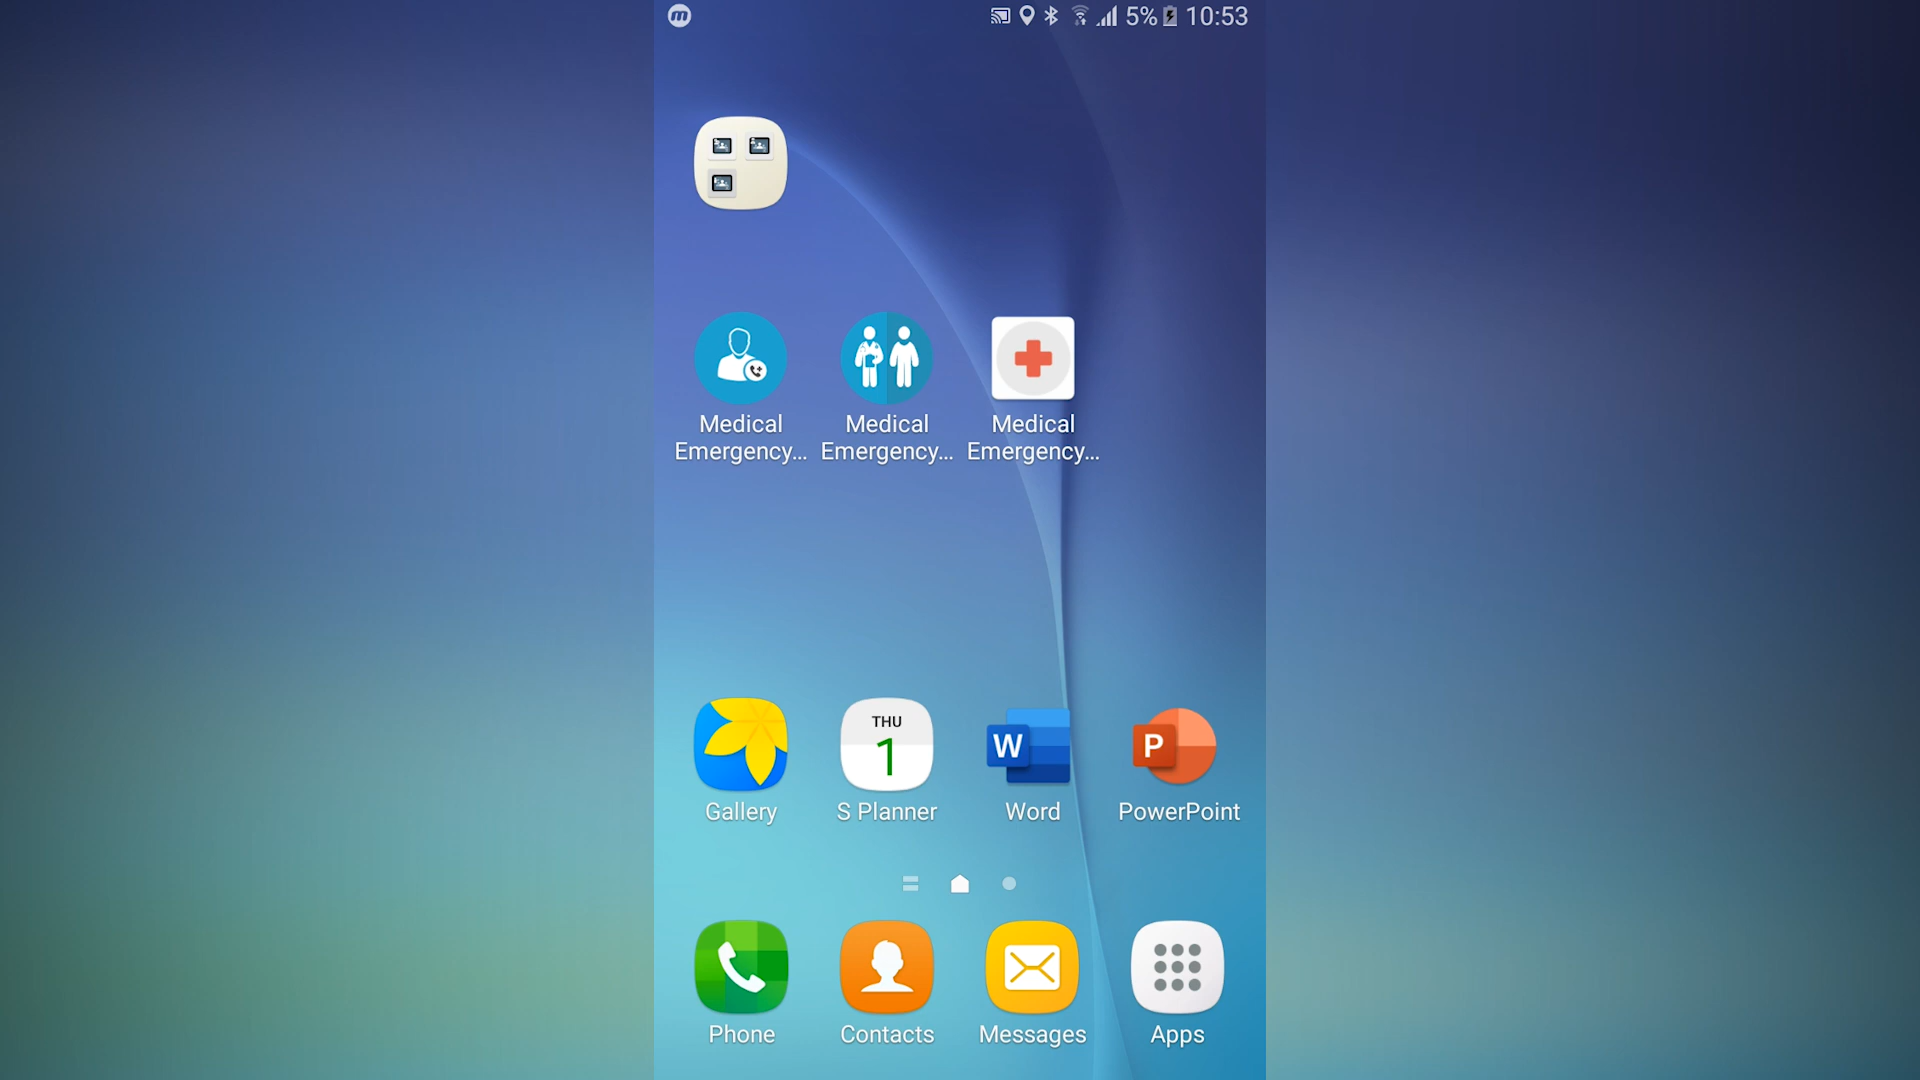 5% 10:53
Medical Medical Medical
Emergency... Emergency... Emergency...
THU
1
W
P
Gallery S Planner Word PowerPoint
Phone Contacts Messages Apps